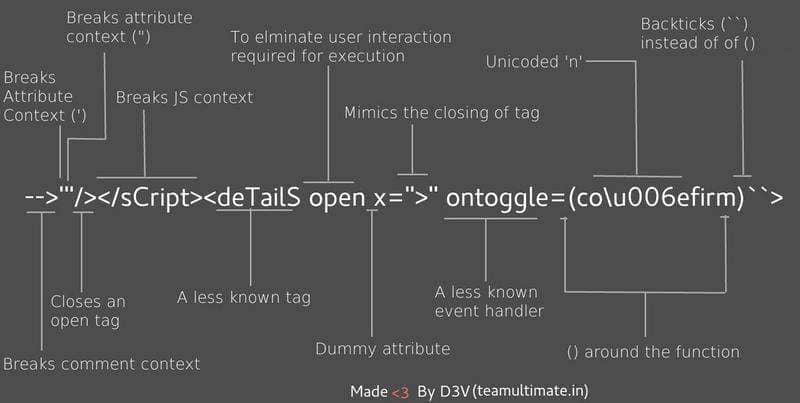 Breaks attribute
context (")
To elminate user interaction
required for execution
Backticks (``)
instead of of ()
Unicoded 'n'
Breaks
Attribute
Context (')
Breaks JS context
Mimics the closing of tag
-->'"/></sCript><deTailS open x=">" ontoggle=(co\u006efirm)``>
Closes an
open tag
A less known tag
A less known
event handler
Breaks comment context
Dummy attribute
() around the function
Made <3 By D3V(teamultimate.in)